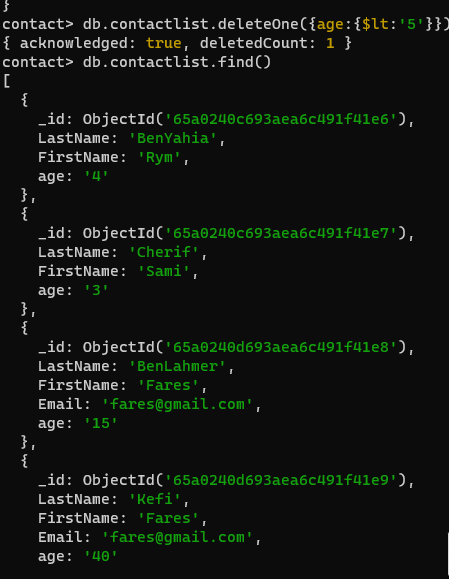 }
contact> db.contactlist.deleteOne({age:{$lt:'5'}})
{ acknowledged: true, deletedCount: 1 }
contact> db.contactlist.find()
[
  {
    _id: ObjectId('65a0240c693aea6c491f41e6'),
    LastName: 'BenYahia',
    FirstName: 'Rym',
    age: '4'
  },
  {
    _id: ObjectId('65a0240c693aea6c491f41e7'),
    LastName: 'Cherif',
    FirstName: 'Sami',
    age: '3'
  },
  {
    _id: ObjectId('65a0240d693aea6c491f41e8'),
    LastName: 'BenLahmer',
    FirstName: 'Fares',
    Email: 'fares@gmail.com',
    age: '15'
  },
  {
    _id: ObjectId('65a0240d693aea6c491f41e9'),
    LastName: 'Kefi',
    FirstName: 'Fares',
    Email: 'fares@gmail.com',
    age: '40'